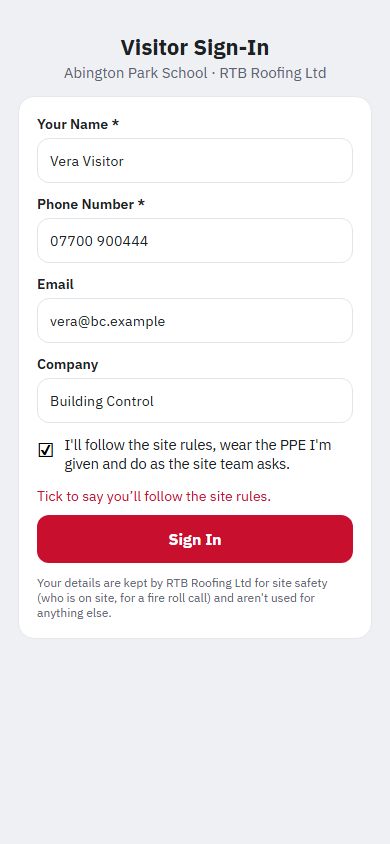 Visitor Sign-In
Abington Park School · RTB Roofing Ltd
Your Name *
Vera Visitor
Phone Number *
07700 900444
Email
vera@bc.example
Company
Building Control
I'll follow the site rules, wear the PPE I'm
given and do as the site team asks.
Tick to say you’ll follow the site rules.
Sign In
Your details are kept by RTB Roofing Ltd for site safety
(who is on site, for a fire roll call) and aren't used for
anything else.